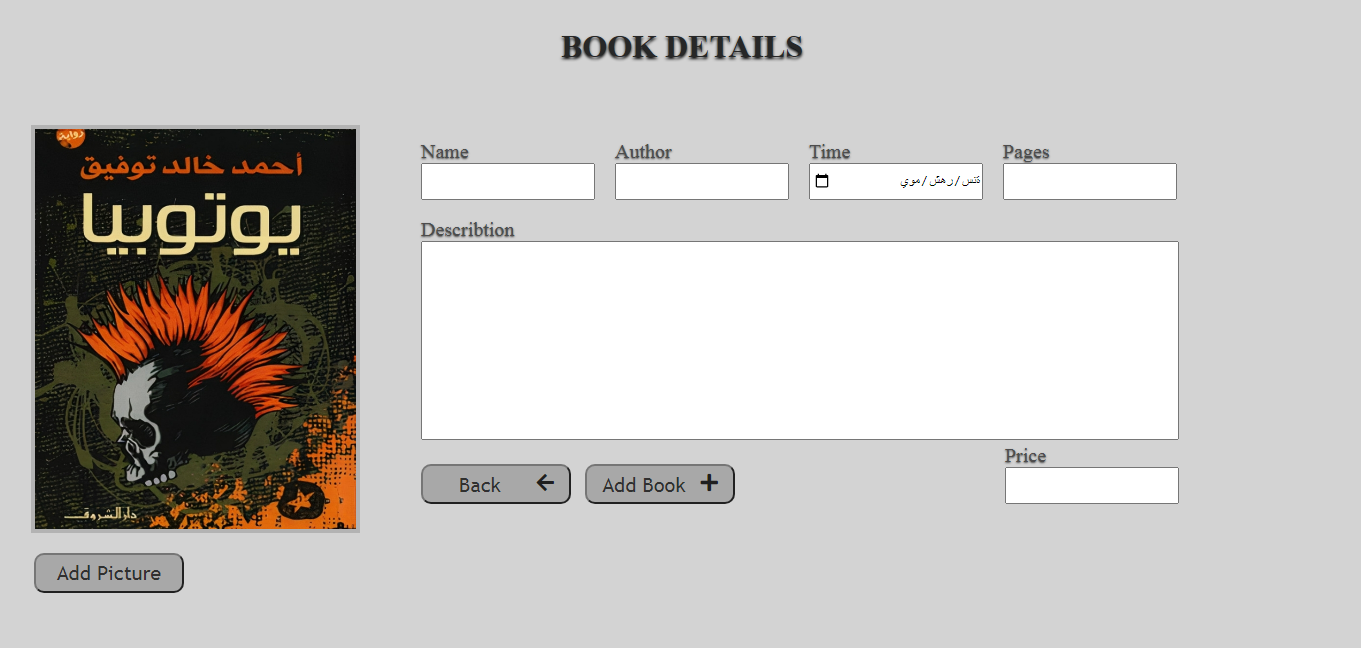 BOOK DETAILS
رواية
أحمد خالد توفيق
يوتوبيا
دار الشروق
Add Picture
Name
Author
Time
Pages
سنة/شهر/يوم
Describtion
Back
Add Book
Price